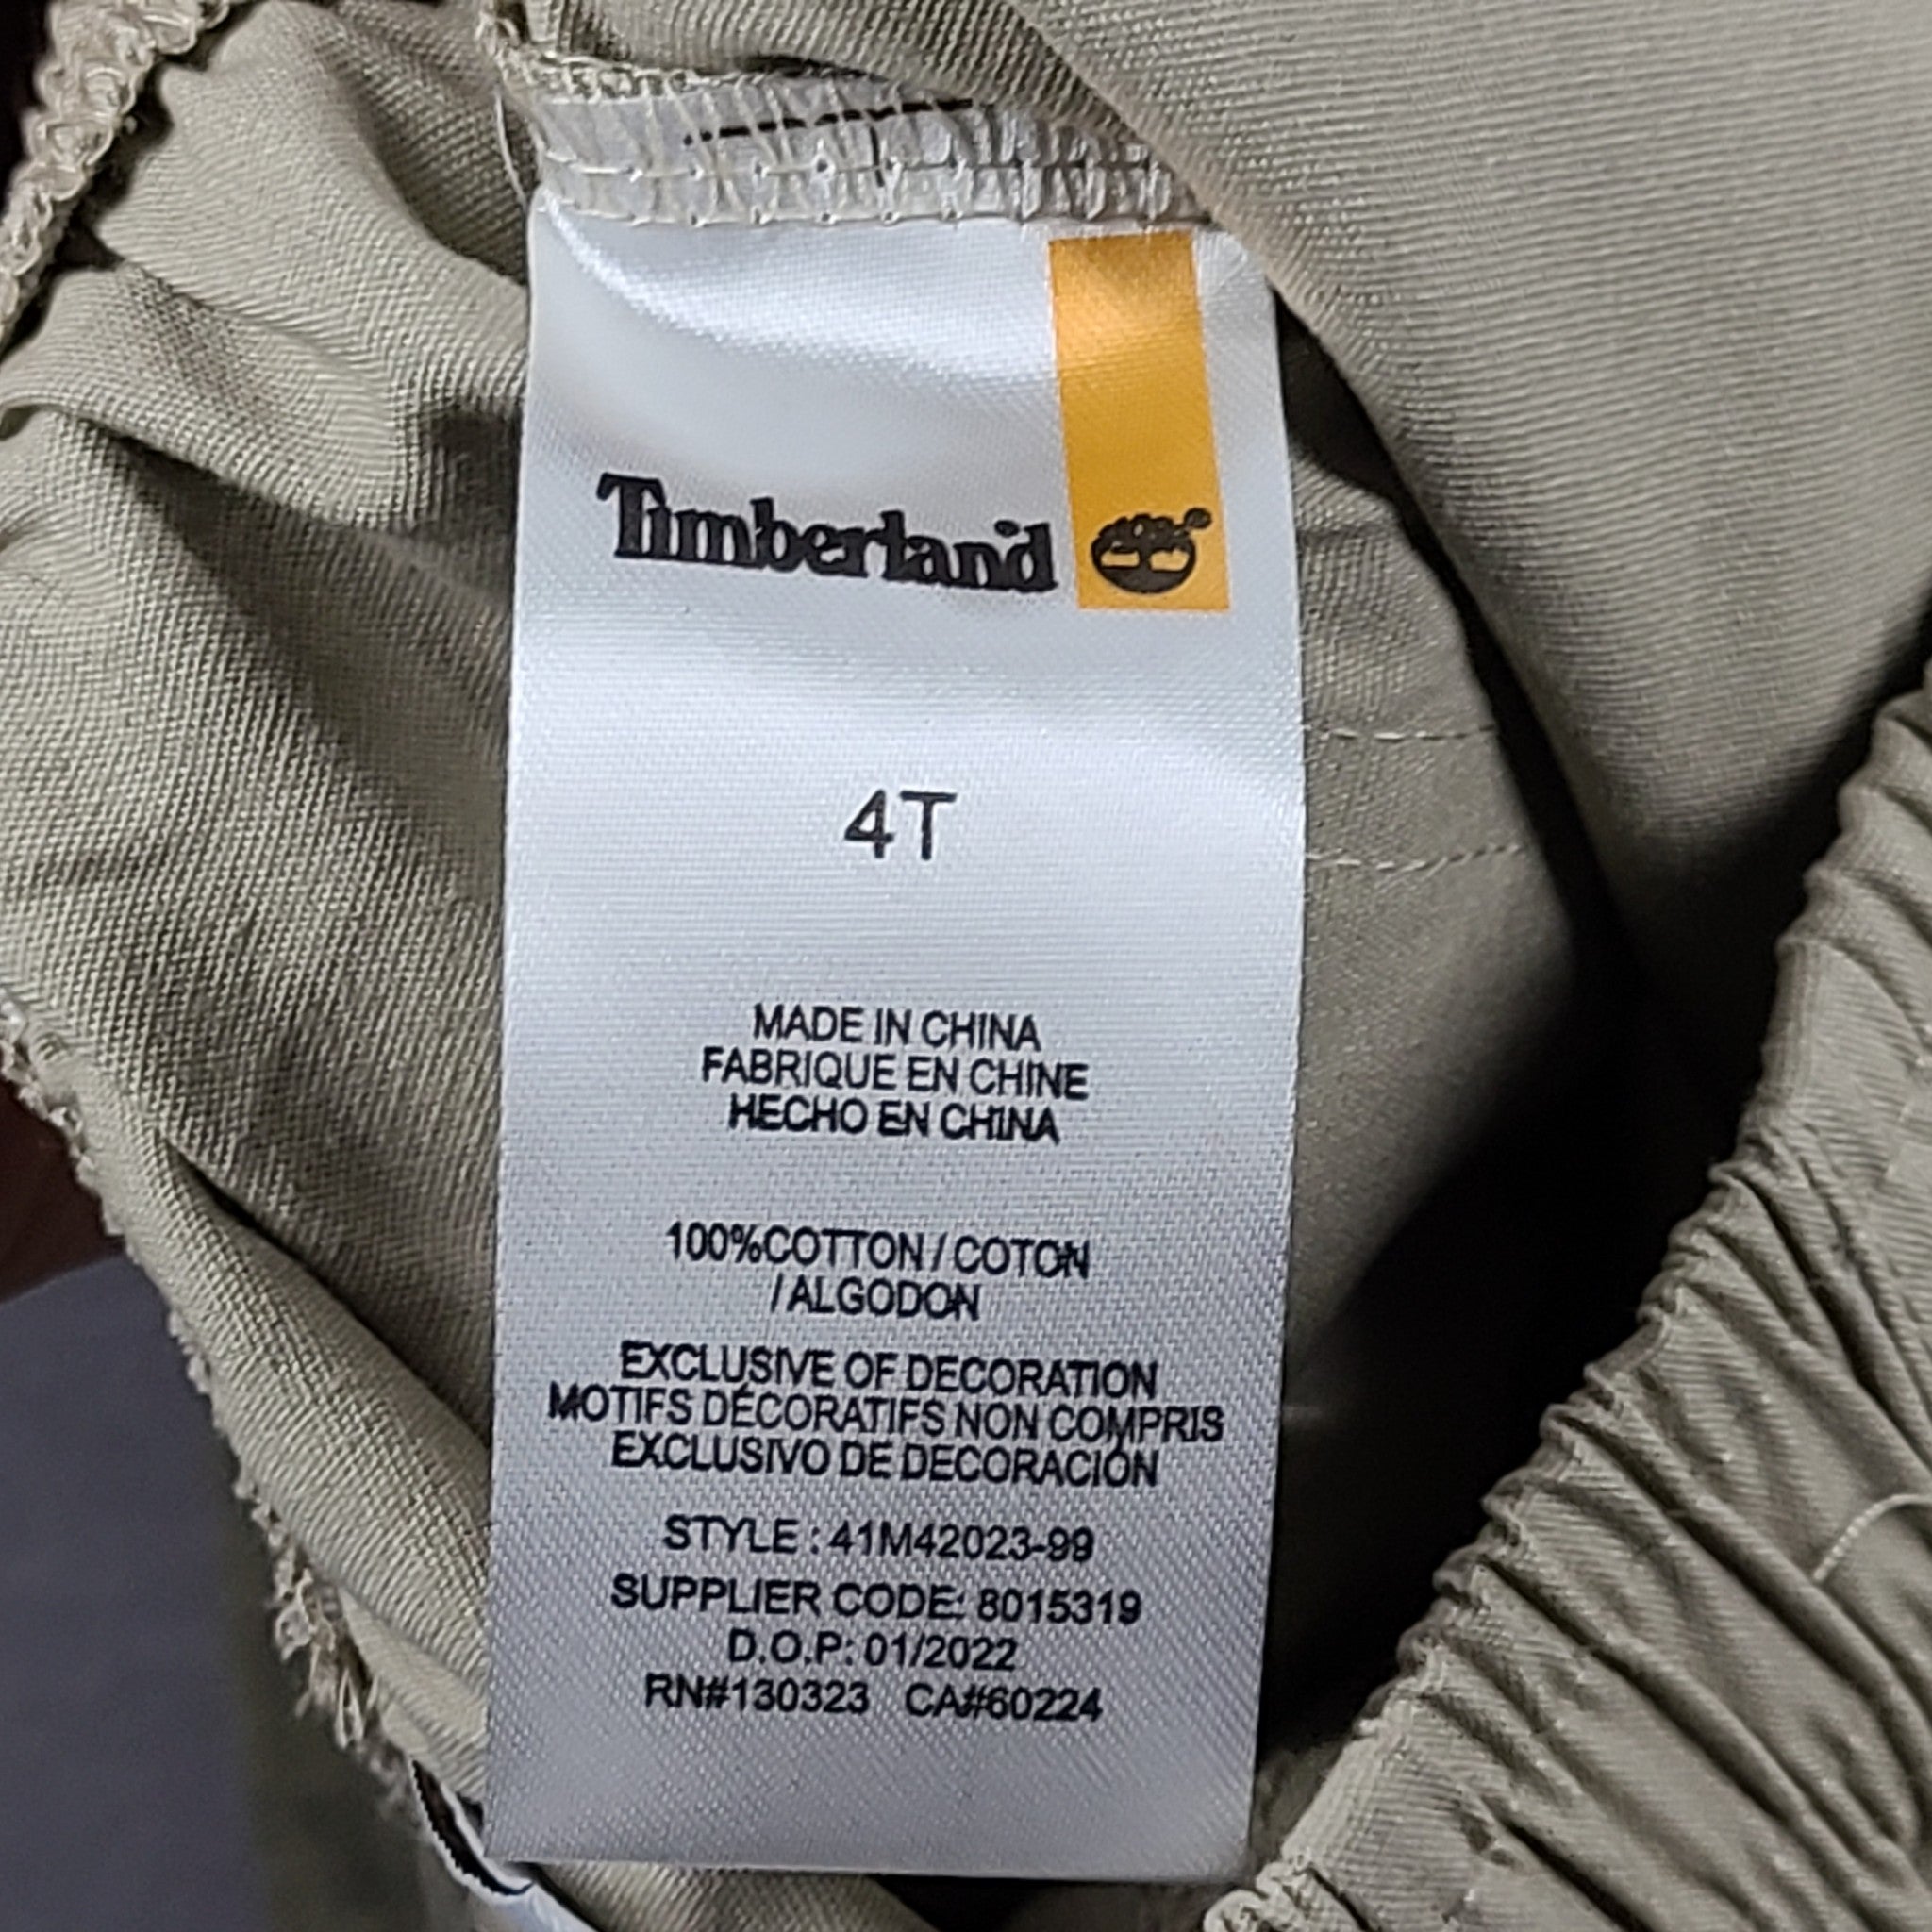 Timberland
4T
MADE IN CHINA
FABRIQUE EN CHINE
HECHO EN CHINA
100%COTTON / COTON
/ ALGODON
EXCLUSIVE OF DECORATION
MOTIFS DÉCORATIFS NON COMPRIS
EXCLUSIVO DE DECORACIÓN
STYLE : 41M42023-99
SUPPLIER CODE: 8015319
D.O.P: 01/2022
RN#130323 CA#60224